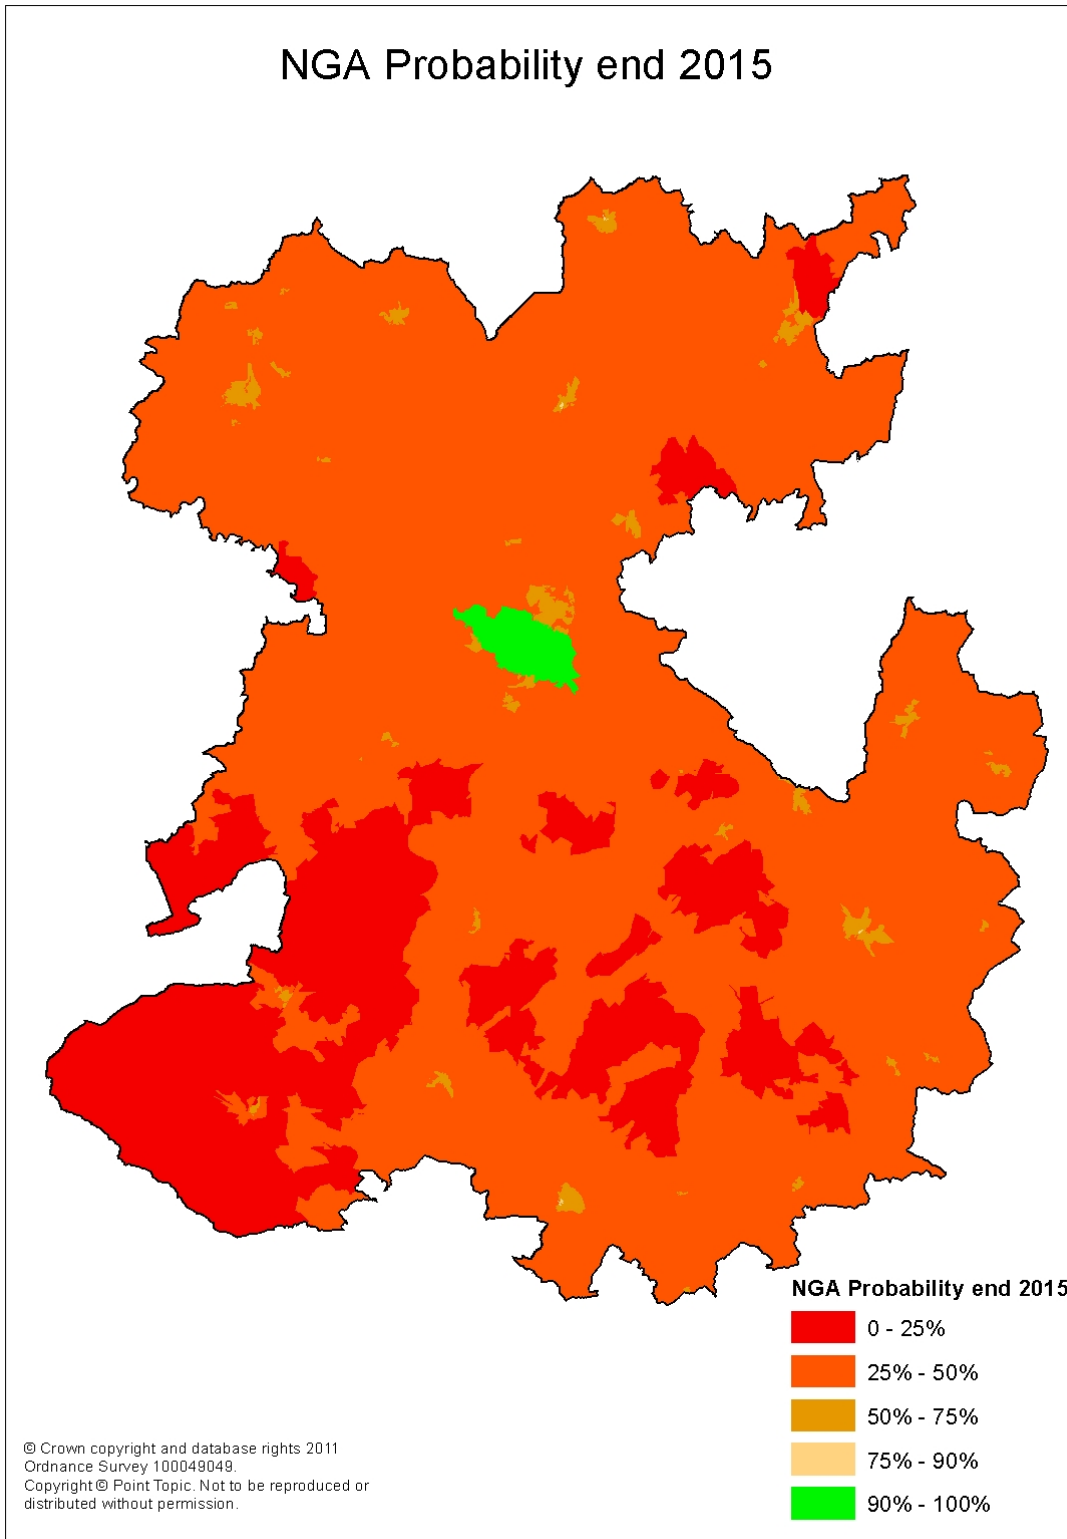 NGA Probability end 2015
NGA Probability end 2015
0 - 25%
25% - 50%
50% - 75%
75% - 90%
90% - 100%
© Crown copyright and database rights 2011
Ordnance Survey 100049049.
Copyright © Point Topic. Not to be reproduced or
distributed without permission.